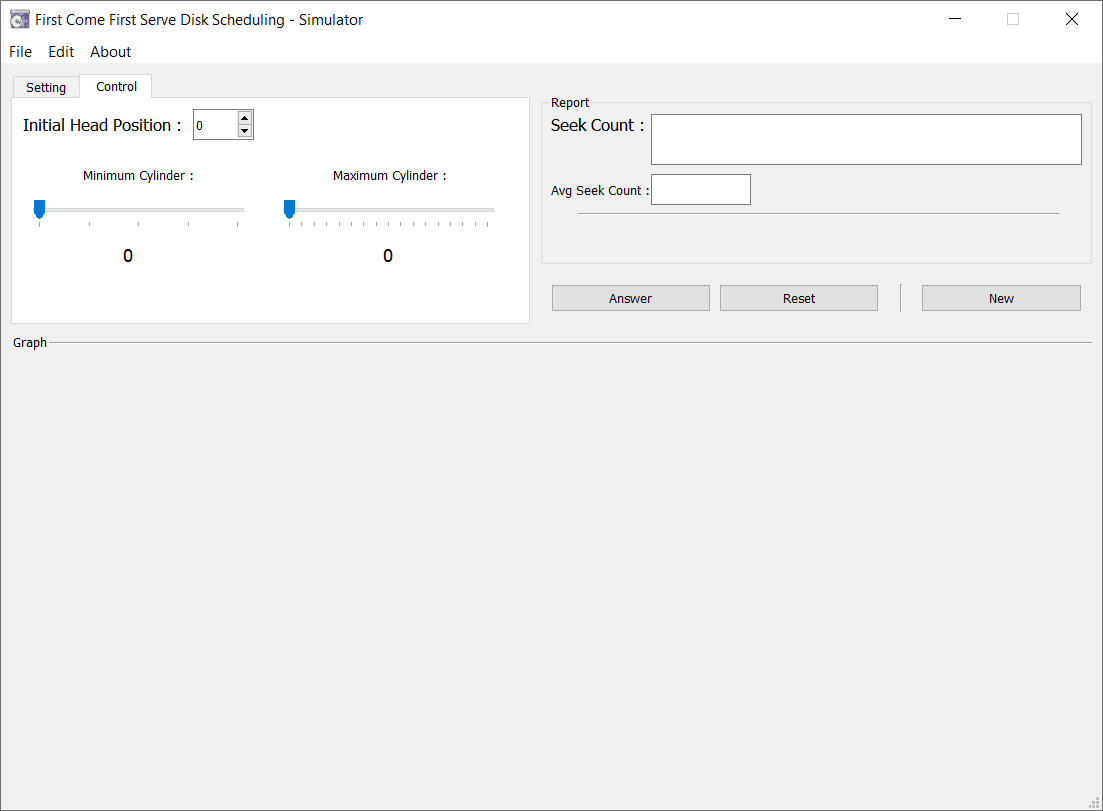 First Come First Serve Disk Scheduling - Simulator
File Edit About
Setting Control
Initial Head Position : 0
Minimum Cylinder : Maximum Cylinder :
0 0
Report
Seek Count :
Avg Seek Count :
Answer Reset New
Graph